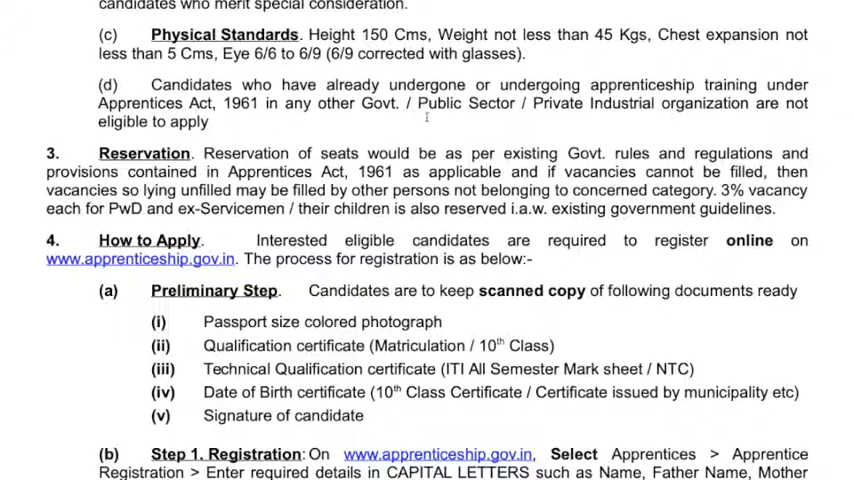 candidates who merit special consideration.
(c) Physical Standards. Height 150 Cms, Weight not less than 45 Kgs, Chest expansion not
less than 5 Cms, Eye 6/6 to 6/9 (6/9 corrected with glasses).
(d) Candidates who have already undergone or undergoing apprenticeship training under
Apprentices Act, 1961 in any other Govt. / Public Sector / Private Industrial organization are not
eligible to apply
3. Reservation. Reservation of seats would be as per existing Govt. rules and regulations and
provisions contained in Apprentices Act, 1961 as applicable and if vacancies cannot be filled, then
vacancies so lying unfilled may be filled by other persons not belonging to concerned category. 3% vacancy
each for PwD and ex-Servicemen / their children is also reserved i.a.w. existing government guidelines.
4. How to Apply. Interested eligible candidates are required to register online on
www.apprenticeship.gov.in. The process for registration is as below:-
(a) Preliminary Step. Candidates are to keep scanned copy of following documents ready
(i) Passport size colored photograph
(ii) Qualification certificate (Matriculation / 10th Class)
(iii) Technical Qualification certificate (ITI All Semester Mark sheet / NTC)
(iv) Date of Birth certificate (10th Class Certificate / Certificate issued by municipality etc)
(v) Signature of candidate
(b) Step 1. Registration: On www.apprenticeship.gov.in, Select Apprentices > Apprentice
Registration > Enter required details in CAPITAL LETTERS such as Name, Father Name, Mother